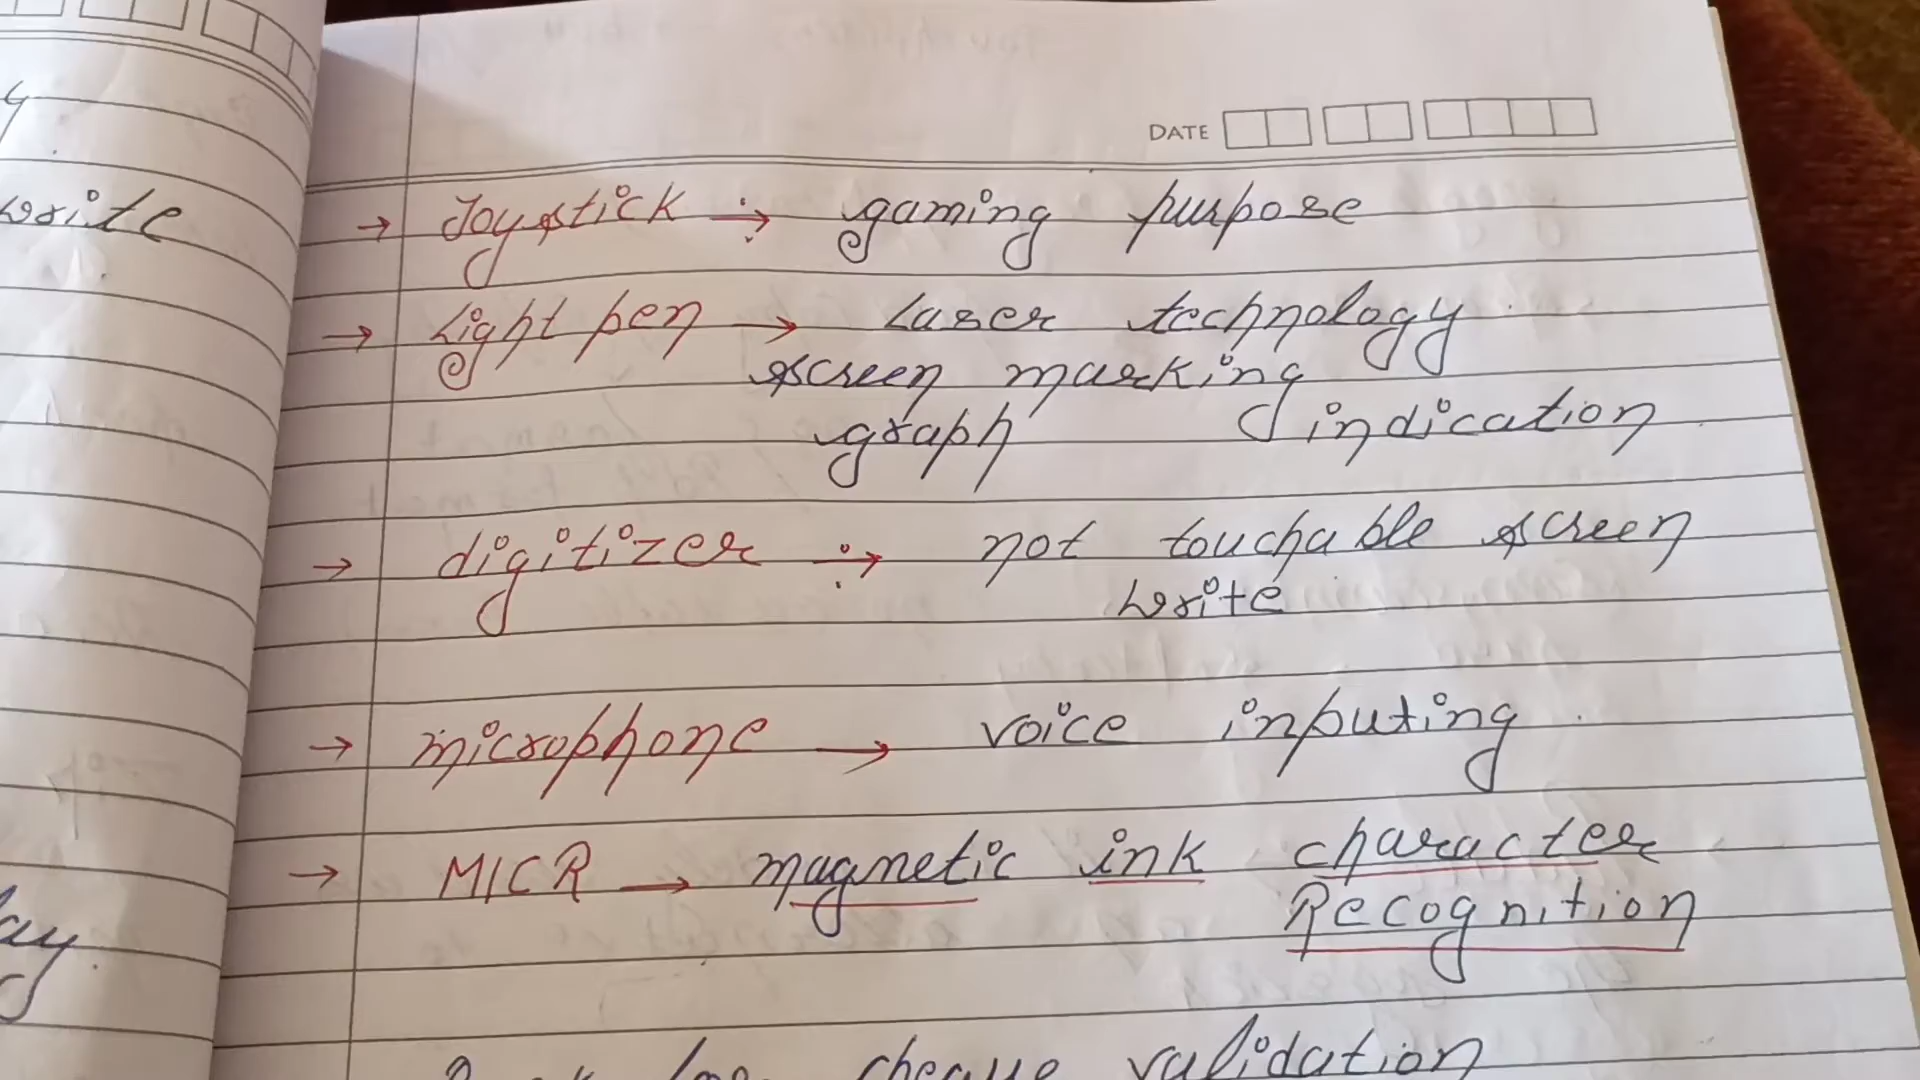 write
DATE
→ Joystick → gaming purpose
→ Light pen → Laser technology
screen marking
graph indication
→ digitizer → not touchable screen
write
→ microphone → voice inputing
→ MICR → magnetic ink character
Recognition
cheque validation